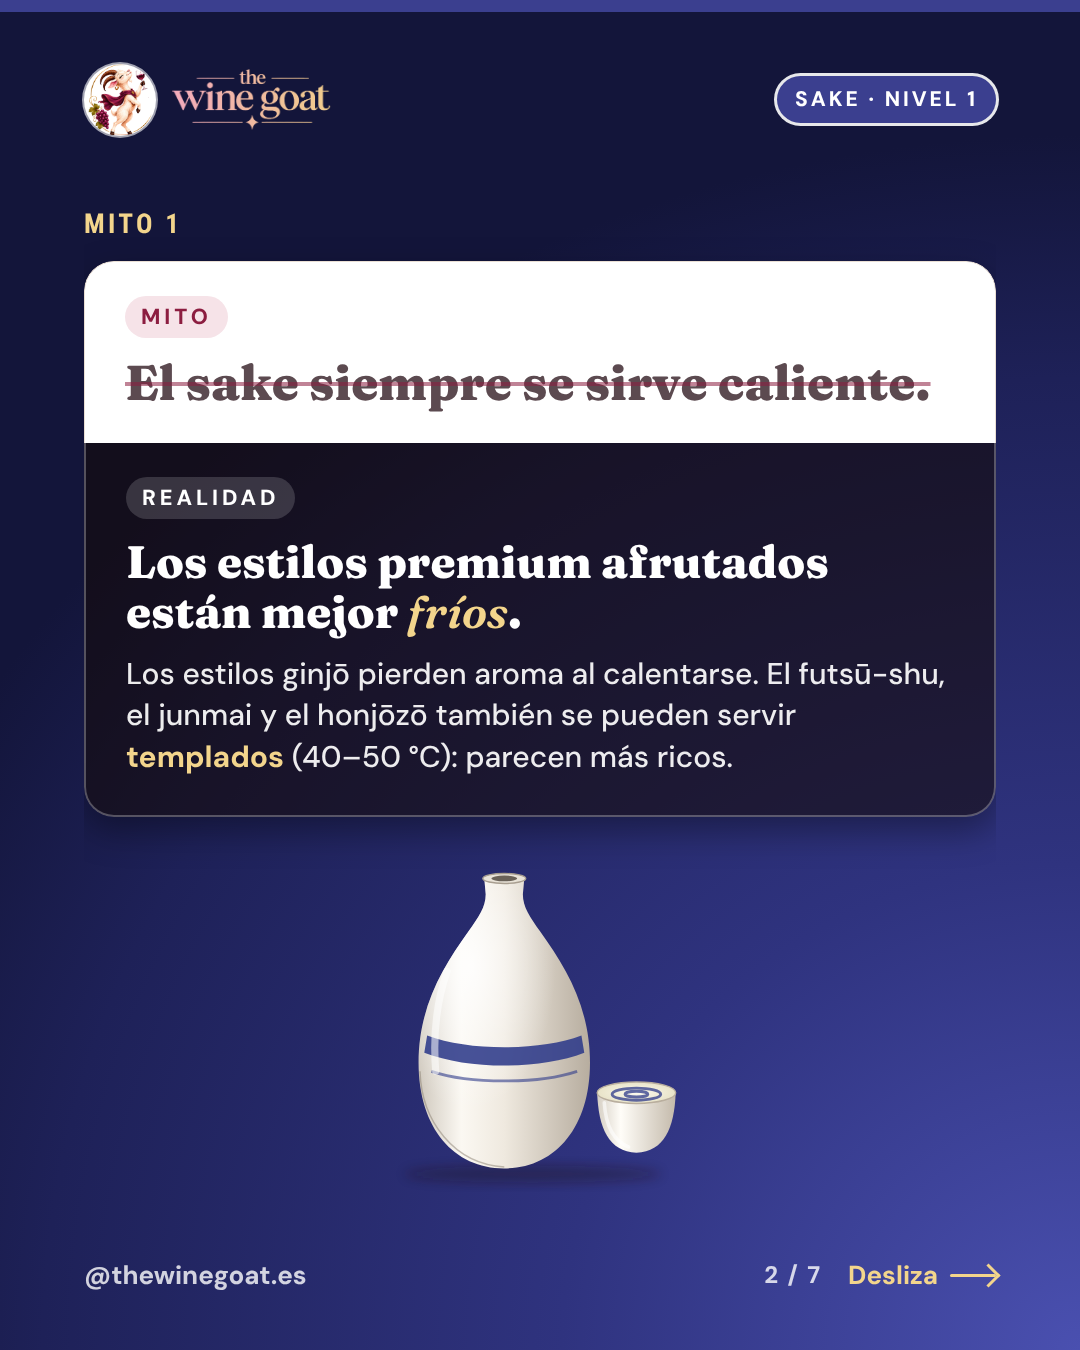 the
wine goat
SAKE · NIVEL 1
MITO 1
MITO
El sake siempre se sirve caliente.
REALIDAD
Los estilos premium afrutados
están mejor fríos.
Los estilos ginjō pierden aroma al calentarse. El futsū-shu,
el junmai y el honjōzō también se pueden servir
templados (40–50 °C): parecen más ricos.
@thewinegoat.es
2 / 7
Desliza